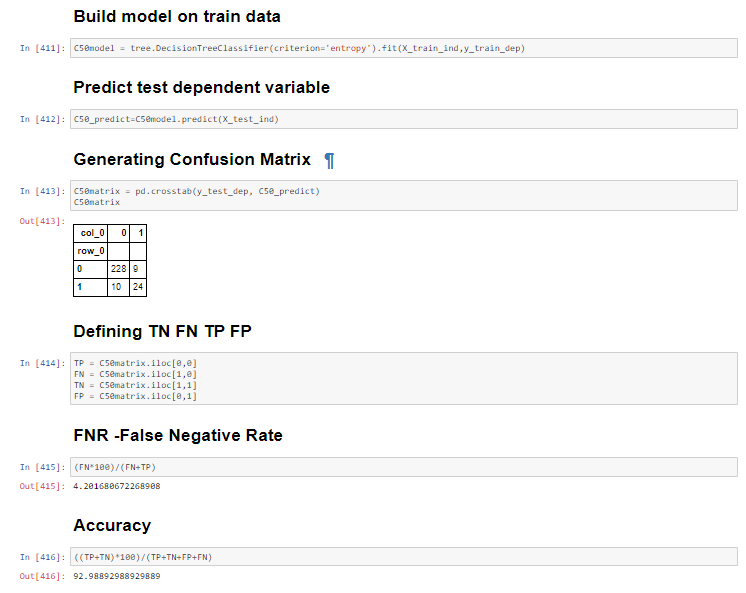 Build model on train data
In [411]: C50model = tree.DecisionTreeClassifier(criterion='entropy').fit(X_train_ind,y_train_dep)
Predict test dependent variable
In [412]: C50_predict=C50model.predict(X_test_ind)
Generating Confusion Matrix ¶
In [413]: C50matrix = pd.crosstab(y_test_dep, C50_predict)
C50matrix
Out[413]:
col_0 0 1
row_0
0 228 9
1 10 24
Defining TN FN TP FP
In [414]: TP = C50matrix.iloc[0,0]
FN = C50matrix.iloc[1,0]
TN = C50matrix.iloc[1,1]
FP = C50matrix.iloc[0,1]
FNR -False Negative Rate
In [415]: (FN*100)/(FN+TP)
Out[415]: 4.201680672268908
Accuracy
In [416]: ((TP+TN)*100)/(TP+TN+FP+FN)
Out[416]: 92.98892988929889